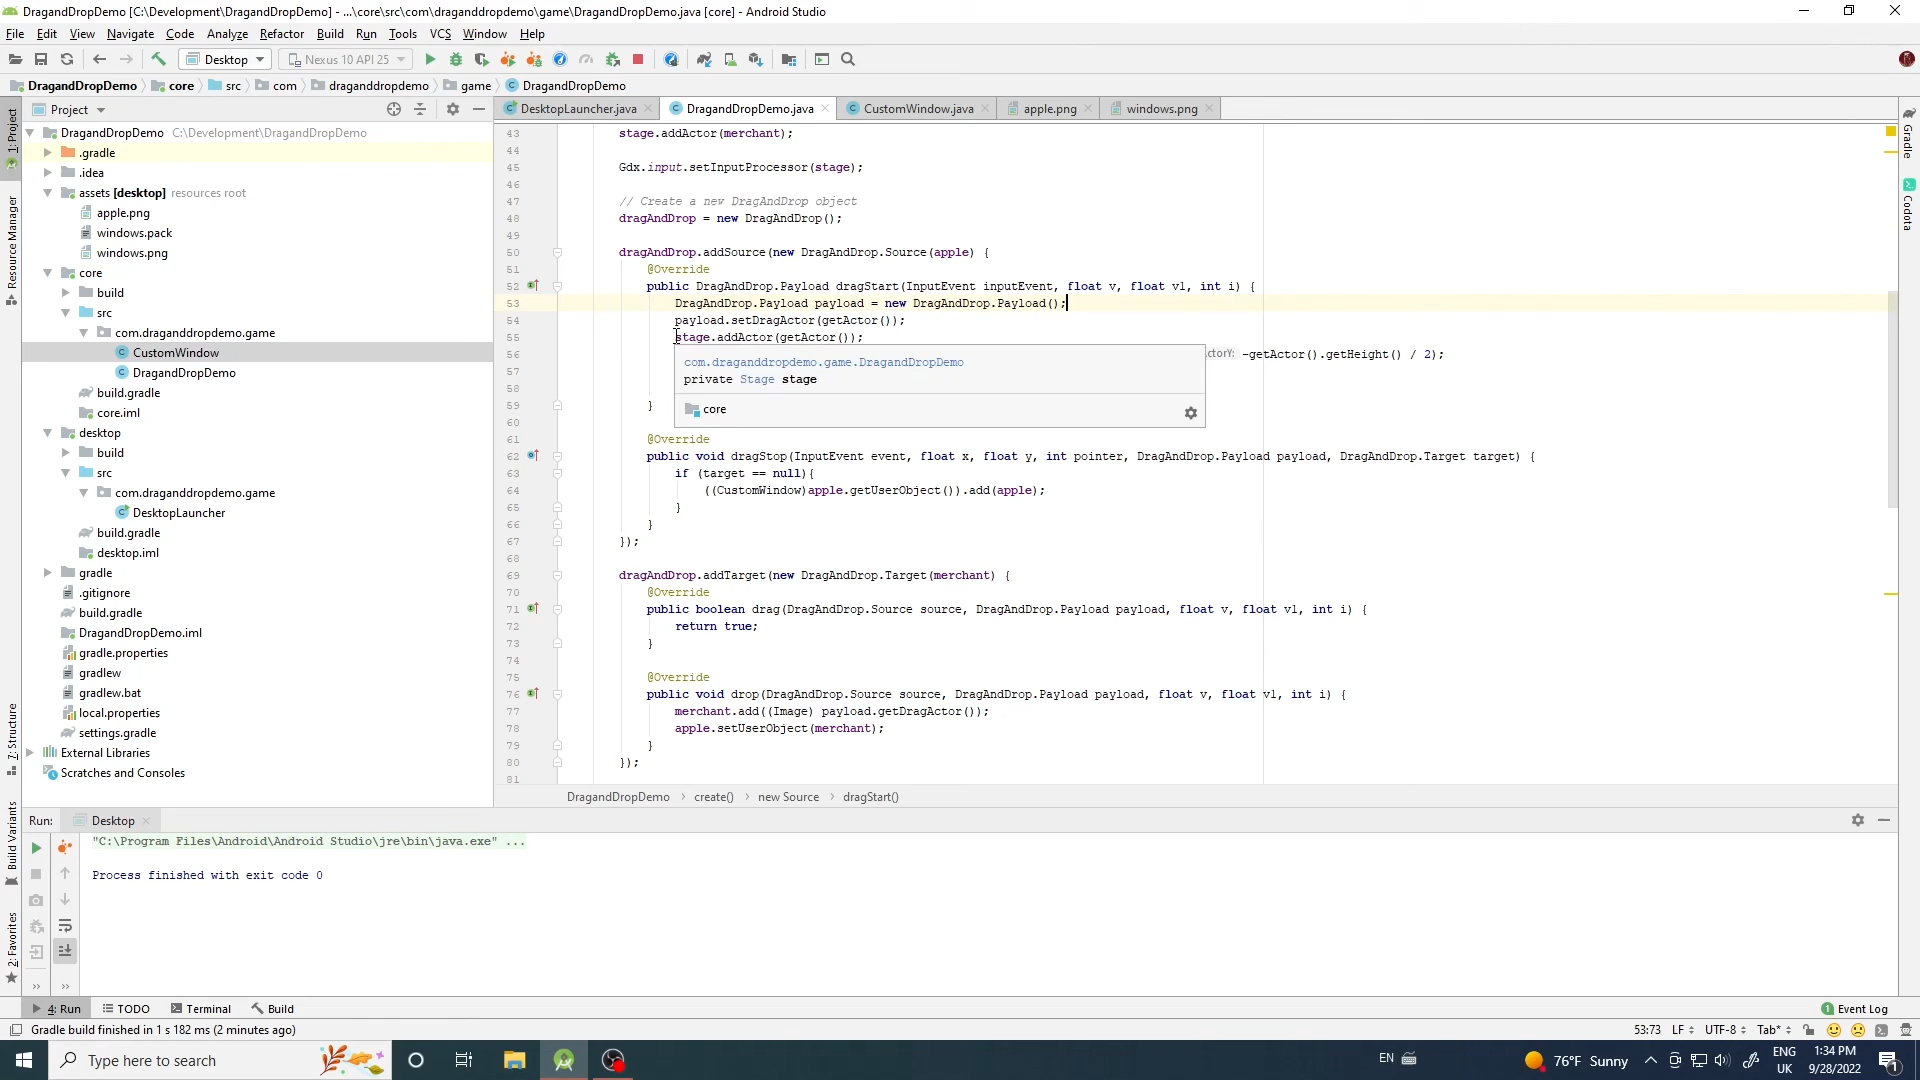 DragandDropDemo [C:\Development\DragandDropDemo] - ...\core\src\com\draganddropdemo\game\DragandDropDemo.java [core] - Android Studio
File Edit View Navigate Code Analyze Refactor Build Run Tools VCS Window Help
Desktop Nexus 10 API 25
DragandDropDemo core src com draganddropdemo game DragandDropDemo
Project DesktopLauncher.java DragandDropDemo.java CustomWindow.java apple.png windows.png
1: Project
Resource Manager
7: Structure
Build Variants
2: Favorites
DragandDropDemo C:\Development\DragandDropDemo
.gradle
.idea
assets [desktop] resources root
apple.png
windows.pack
windows.png
core
build
src
com.draganddropdemo.game
CustomWindow
DragandDropDemo
build.gradle
core.iml
desktop
build
src
com.draganddropdemo.game
DesktopLauncher
build.gradle
desktop.iml
gradle
.gitignore
build.gradle
DragandDropDemo.iml
gradle.properties
gradlew
gradlew.bat
local.properties
settings.gradle
External Libraries
Scratches and Consoles
43 stage.addActor(merchant);
44
45 Gdx.input.setInputProcessor(stage);
46
47 // Create a new DragAndDrop object
48 dragAndDrop = new DragAndDrop();
49
50 dragAndDrop.addSource(new DragAndDrop.Source(apple) {
51 @Override
52 public DragAndDrop.Payload dragStart(InputEvent inputEvent, float v, float v1, int i) {
53 DragAndDrop.Payload payload = new DragAndDrop.Payload();
54 payload.setDragActor(getActor());
55 stage.addActor(getActor());
56 ctorY: -getActor().getHeight() / 2);
57
58
59 }
60
61 @Override
62 public void dragStop(InputEvent event, float x, float y, int pointer, DragAndDrop.Payload payload, DragAndDrop.Target target) {
63 if (target == null){
64 ((CustomWindow)apple.getUserObject()).add(apple);
65 }
66 }
67 });
68
69 dragAndDrop.addTarget(new DragAndDrop.Target(merchant) {
70 @Override
71 public boolean drag(DragAndDrop.Source source, DragAndDrop.Payload payload, float v, float v1, int i) {
72 return true;
73 }
74
75 @Override
76 public void drop(DragAndDrop.Source source, DragAndDrop.Payload payload, float v, float v1, int i) {
77 merchant.add((Image) payload.getDragActor());
78 apple.setUserObject(merchant);
79 }
80 });
81
com.draganddropdemo.game.DragandDropDemo
private Stage stage
core
Gradle
Codota
DragandDropDemo › create() › new Source › dragStart()
Run: Desktop
"C:\Program Files\Android\Android Studio\jre\bin\java.exe" ...
Process finished with exit code 0
4: Run TODO Terminal Build Event Log
Gradle build finished in 1 s 182 ms (2 minutes ago) 53:73 LF UTF-8 Tab*
Type here to search EN 76°F Sunny ENG UK 1:34 PM 9/28/2022 1